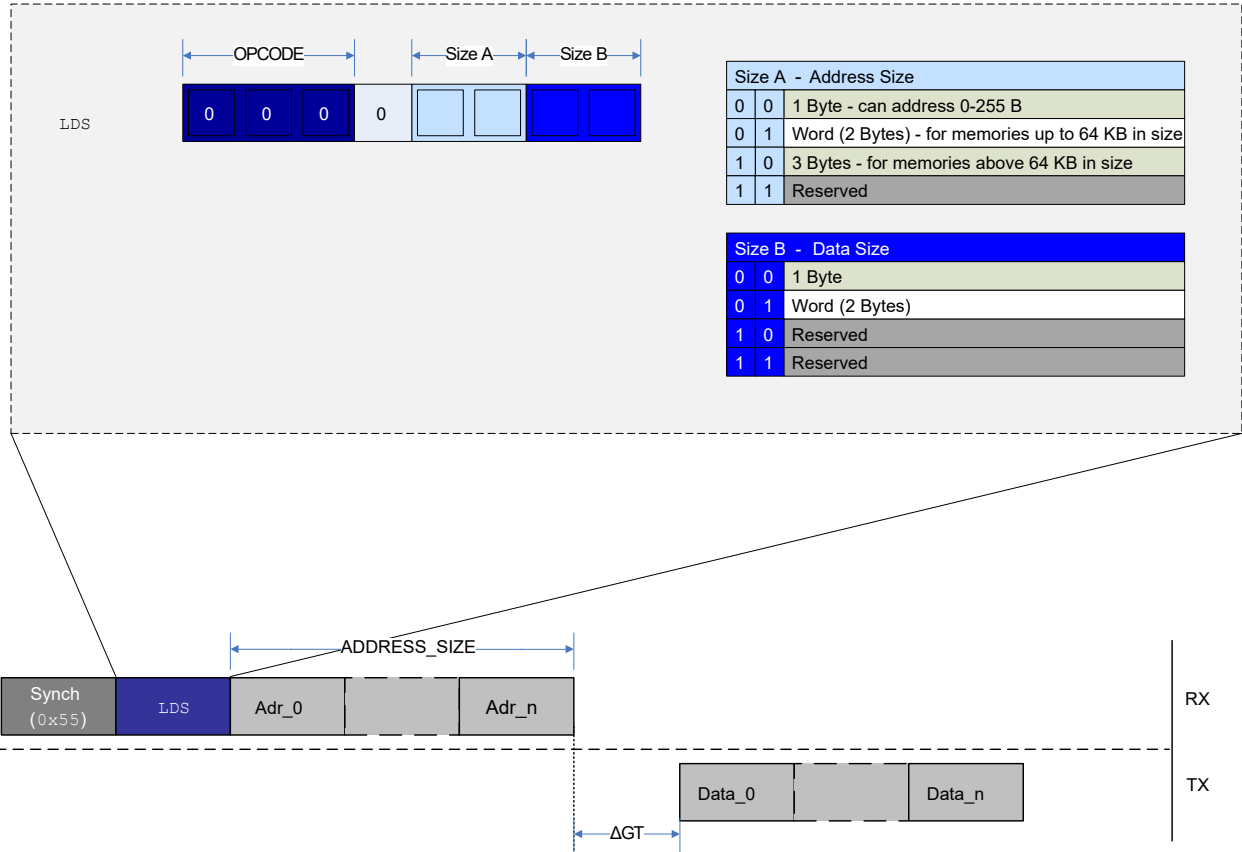 OPCODE Size A Size B
LDS 0 0 0 0
Size A - Address Size
0 0 1 Byte - can address 0-255 B
0 1 Word (2 Bytes) - for memories up to 64 KB in size
1 0 3 Bytes - for memories above 64 KB in size
1 1 Reserved
Size B - Data Size
0 0 1 Byte
0 1 Word (2 Bytes)
1 0 Reserved
1 1 Reserved
ADDRESS_SIZE
Synch
(0x55)
LDS
Adr_0
Adr_n
RX
Data_0
Data_n
TX
ΔGT